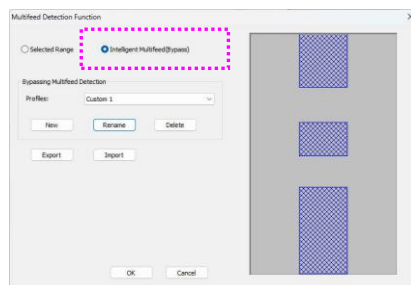 Multifeed Detection Function
Selected Range
Intelligent Multifeed(Bypass)
Bypassing Multifeed Detection
Profiles: Custom 1
New Rename Delete
Export Import
OK Cancel